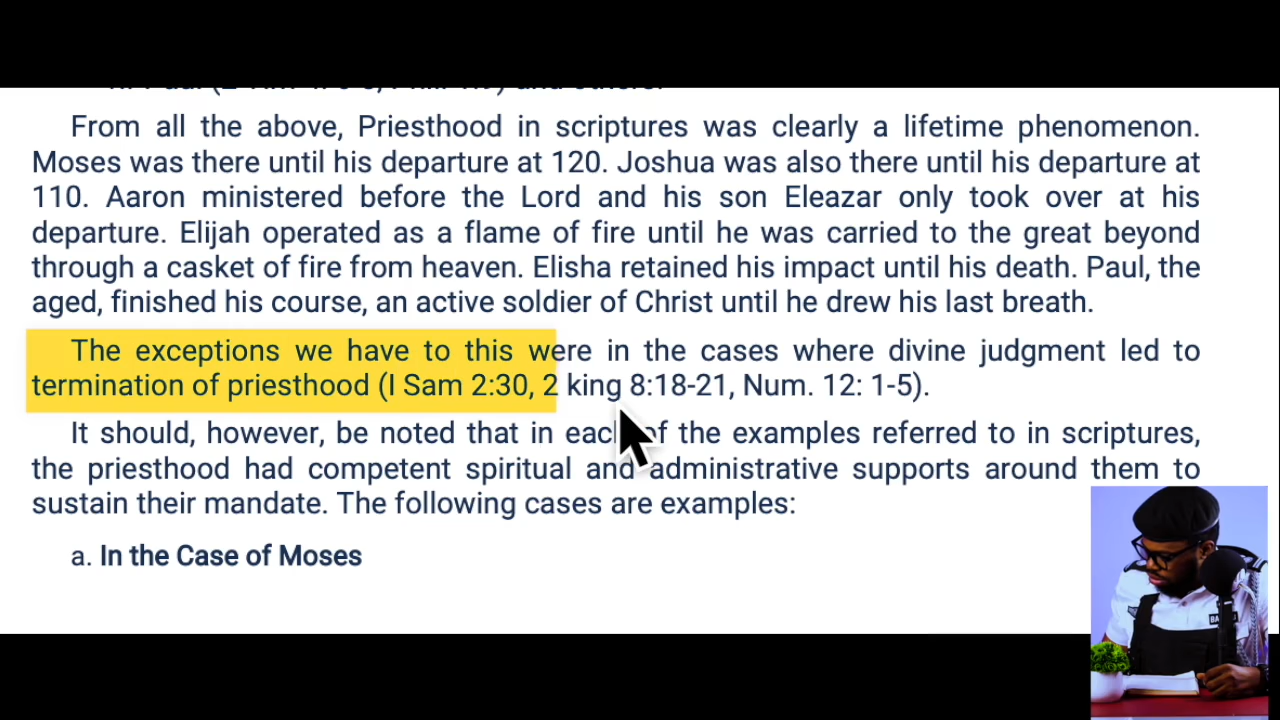 From all the above, Priesthood in scriptures was clearly a lifetime phenomenon.
Moses was there until his departure at 120. Joshua was also there until his departure at
110. Aaron ministered before the Lord and his son Eleazar only took over at his
departure. Elijah operated as a flame of fire until he was carried to the great beyond
through a casket of fire from heaven. Elisha retained his impact until his death. Paul, the
aged, finished his course, an active soldier of Christ until he drew his last breath.
The exceptions we have to this were in the cases where divine judgment led to
termination of priesthood (I Sam 2:30, 2 king 8:18-21, Num. 12: 1-5).
It should, however, be noted that in each of the examples referred to in scriptures,
the priesthood had competent spiritual and administrative supports around them to
sustain their mandate. The following cases are examples:
a. In the Case of Moses